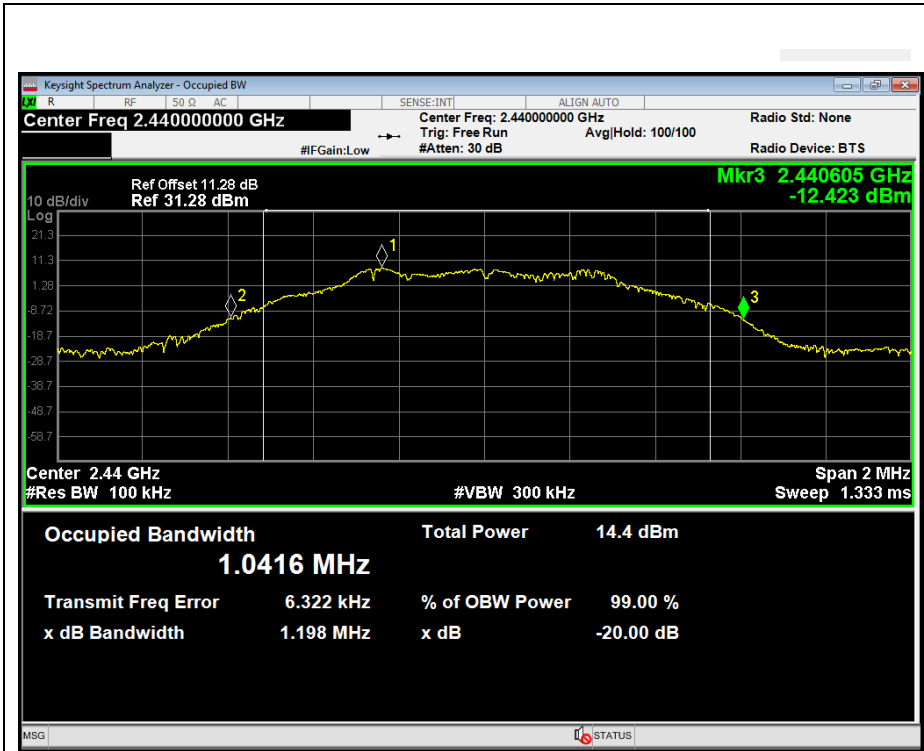 Keysight Spectrum Analyzer - Occupied BW
LXI R RF 50 Ω AC SENSE:INT ALIGN AUTO
Center Freq 2.440000000 GHz
Center Freq: 2.440000000 GHz Radio Std: None
Trig: Free Run Avg|Hold: 100/100
#IFGain:Low #Atten: 30 dB Radio Device: BTS
Mkr3 2.440605 GHz
-12.423 dBm
Ref Offset 11.28 dB
10 dB/div Ref 31.28 dBm
Log
21.3
11.3
1.28
-8.72
-18.7
-28.7
-38.7
-48.7
-58.7
1
2
3
Center 2.44 GHz Span 2 MHz
#Res BW 100 kHz #VBW 300 kHz Sweep 1.333 ms
Occupied Bandwidth Total Power 14.4 dBm
1.0416 MHz
Transmit Freq Error 6.322 kHz % of OBW Power 99.00 %
x dB Bandwidth 1.198 MHz x dB -20.00 dB
MSG STATUS